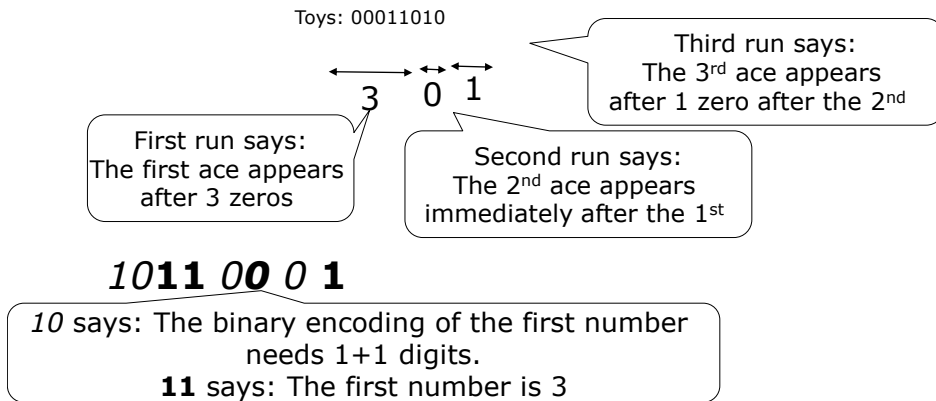 Toys: 00011010
3 0 1
Third run says:
The 3rd ace appears
after 1 zero after the 2nd
First run says:
The first ace appears
after 3 zeros
Second run says:
The 2nd ace appears
immediately after the 1st
1011 00 0 1
10 says: The binary encoding of the first number
needs 1+1 digits.
11 says: The first number is 3